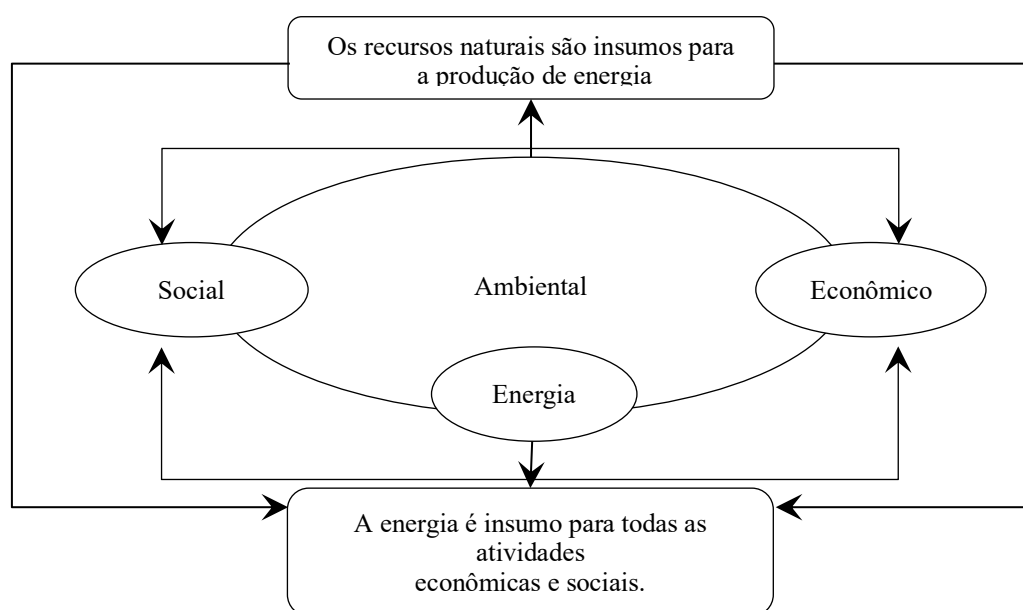 Os recursos naturais são insumos para
a produção de energia
Social
Ambiental
Econômico
Energia
A energia é insumo para todas as
atividades
econômicas e sociais.